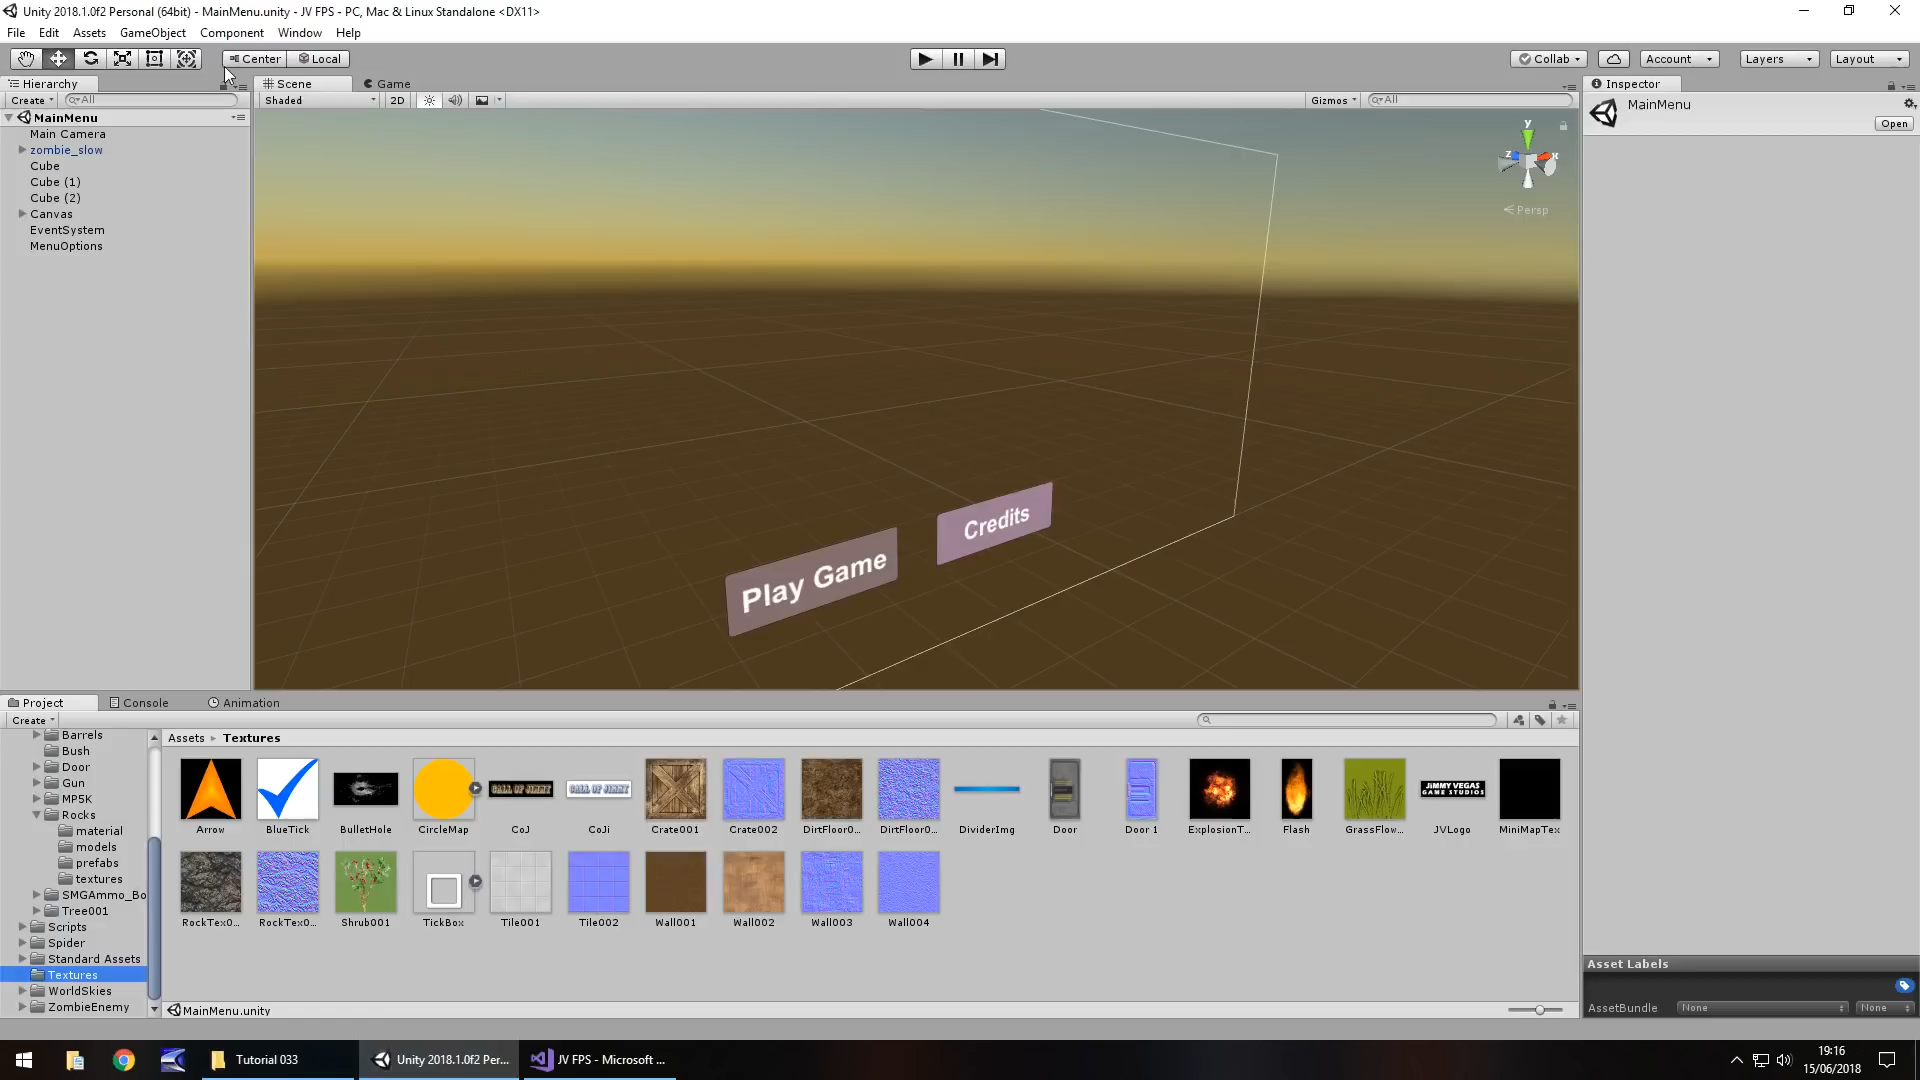 Unity 2018.1.0f2 Personal (64bit) - MainMenu.unity - JV FPS - PC, Mac & Linux Standalone <DX11>
File Edit Assets GameObject Component Window Help
Center Local Collab Account Layers Layout
Hierarchy Scene Game Inspector
Create All Shaded 2D Gizmos All MainMenu
Open
MainMenu
Main Camera
zombie_slow
Cube
Cube (1)
Cube (2)
Canvas
EventSystem
MenuOptions
y
z x
Persp
Credits
Play Game
Project Console Animation
Create
Assets Textures
Barrels
Bush
Door
Gun
MP5K
Rocks
material
models
prefabs
textures
SMGAmmo_Bo
Tree001
Scripts
Spider
Standard Assets
Textures
WorldSkies
ZombieEnemy
CALL OF JIMMY CALL OF JIMMY JIMMY VEGAS
GAME STUDIOS
Arrow BlueTick BulletHole CircleMap CoJ CoJi Crate001 Crate002 DirtFloor0... DirtFloor0... DividerImg Door Door 1 ExplosionT... Flash GrassFlow... JVLogo MiniMapTex
RockTex0... RockTex0... Shrub001 TickBox Tile001 Tile002 Wall001 Wall002 Wall003 Wall004
MainMenu.unity
Asset Labels
AssetBundle None None
Tutorial 033 Unity 2018.1.0f2 Per... JV FPS - Microsoft ...
19:16
15/06/2018